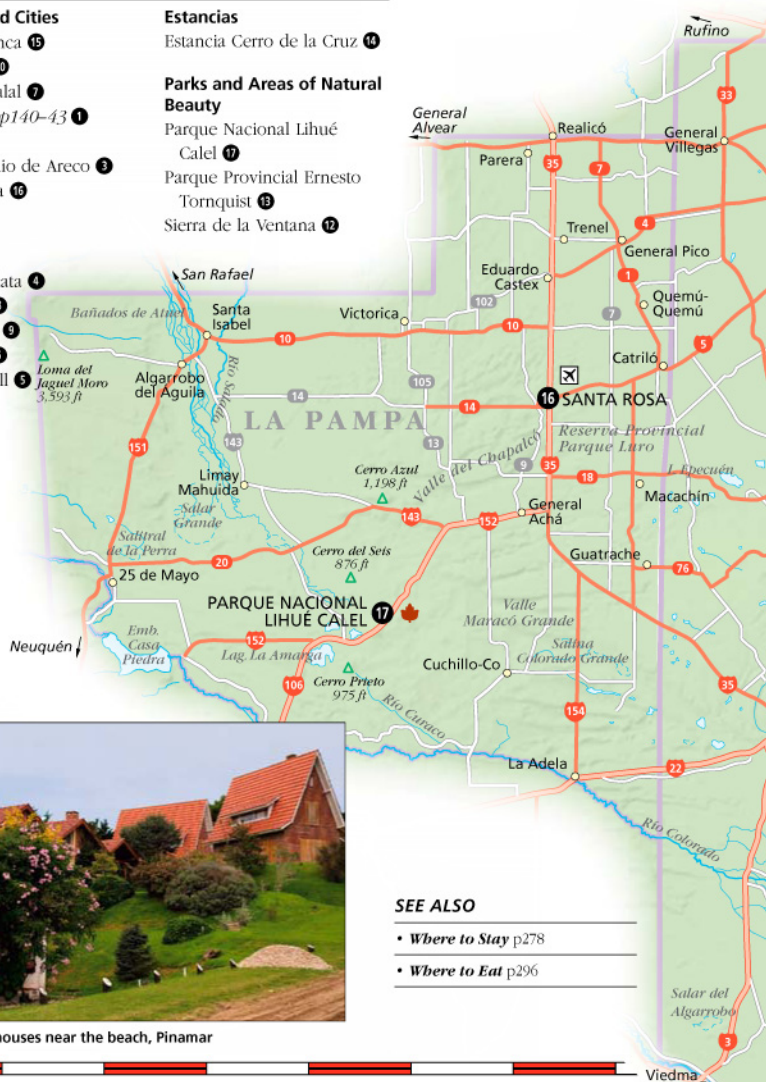 d Cities
nca 15
0
alal 7
p140–43 1
io de Areco 3
a 16
ata 4
9
ll 5
Estancias
Estancia Cerro de la Cruz 14
Parks and Areas of Natural
Beauty
Parque Nacional Lihué
Calel 17
Parque Provincial Ernesto
Tornquist 13
Sierra de la Ventana 12
Rufino
33
General
Alvear
Realicó
General
Villegas
Parera
35
7
Trenel
4
General Pico
Eduardo
Castex
1
San Rafael
102
7
Quemú-
Quemú
Bañados de Atuel
Santa
Isabel
Victorica
10
10
5
Catriló
Loma del
Jaguel Moro
3,593 ft
Algarrobo
del Aguila
Río Salado
105
14
14
16 SANTA ROSA
LA PAMPA
Reserva Provincial
Parque Luro
151
143
13
Valle del Chapalcó
9
35
18
L. Epecuén
Limay
Mahuida
Cerro Azul
1,198 ft
Macachín
Salar
Grande
143
152
General
Achá
Salitral
de la Perra
20
Cerro del Seis
876 ft
Guatrache
76
25 de Mayo
PARQUE NACIONAL
LIHUÉ CALEL 17
Valle
Maracó Grande
Neuquén
Emb.
Casa
Piedra
152
Lag. La Amarga
Salina
Colorado Grande
Cuchillo-Co
106
Cerro Prieto
975 ft
35
Río Curaco
154
La Adela
22
Río Colorado
SEE ALSO
• Where to Stay p278
• Where to Eat p296
Salar del
Algarrobo
3
Viedma
houses near the beach, Pinamar